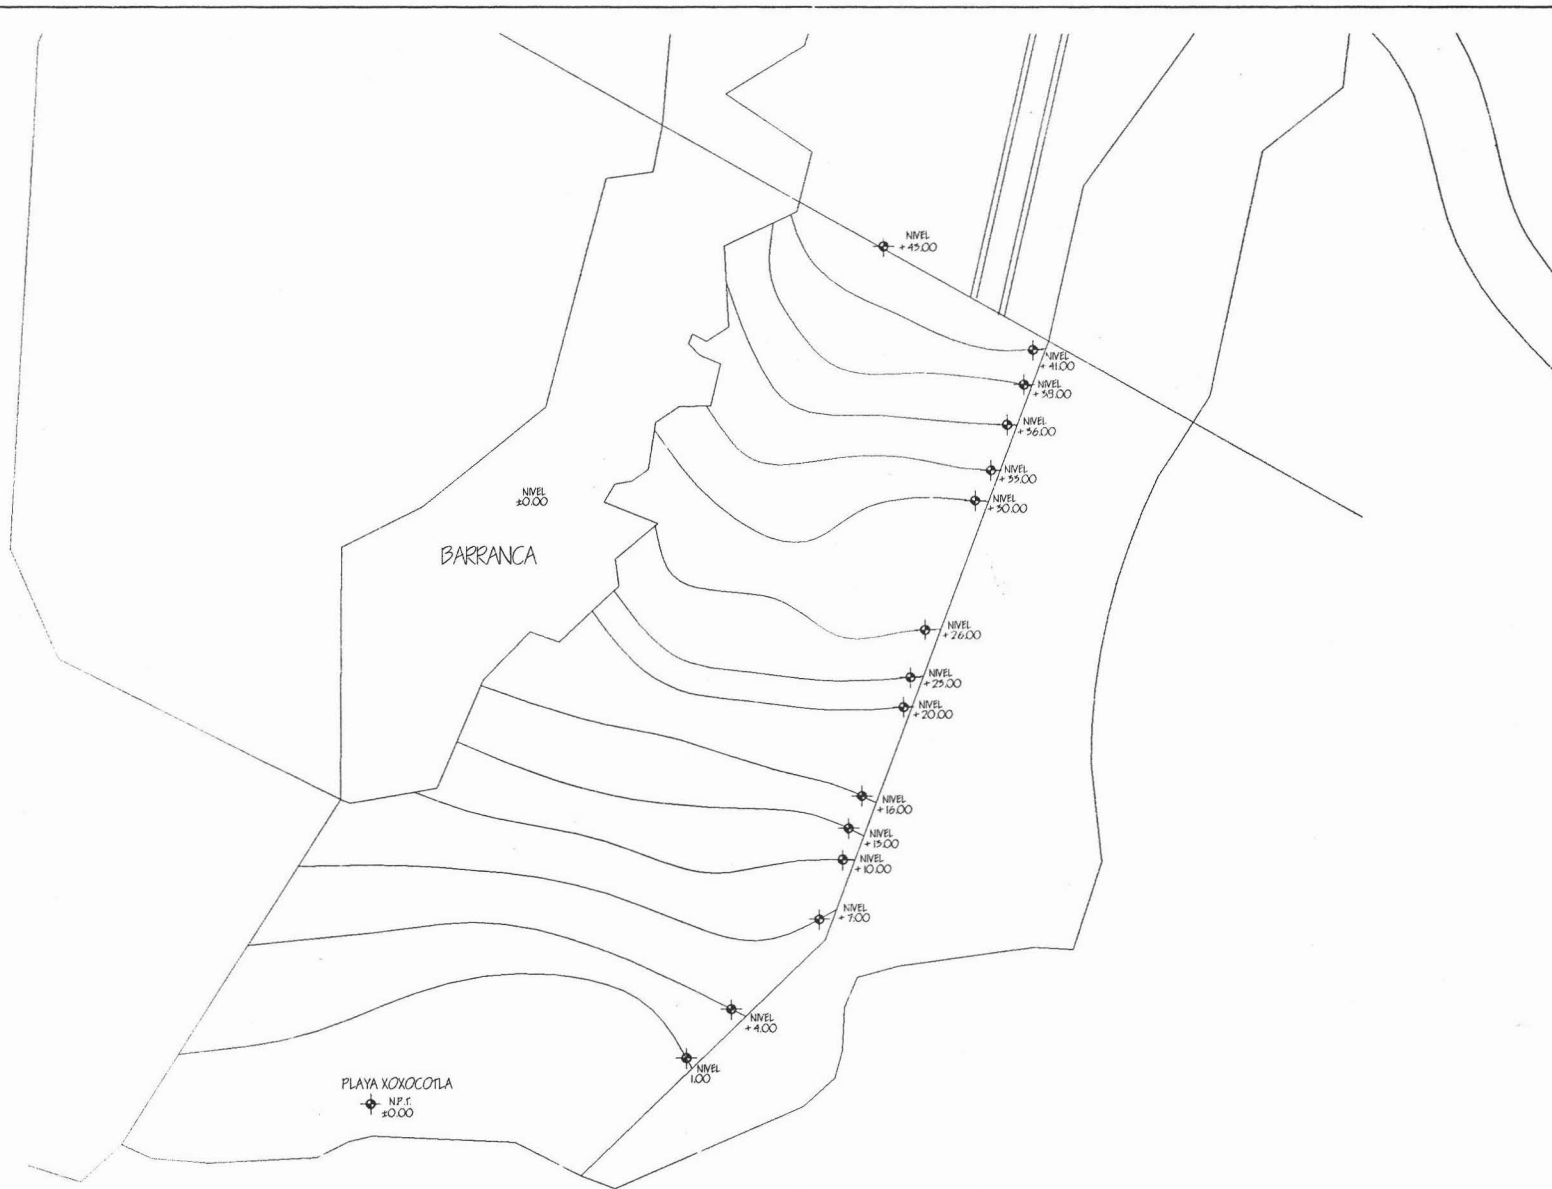 NIVEL
+45.00
NIVEL
+41.00
NIVEL
+39.00
NIVEL
+36.00
NIVEL
+33.00
NIVEL
+30.00
NIVEL
±0.00
BARRANCA
NIVEL
+26.00
NIVEL
+23.00
NIVEL
+20.00
NIVEL
+16.00
NIVEL
+13.00
NIVEL
+10.00
NIVEL
+7.00
NIVEL
+4.00
NIVEL
1.00
PLAYA XOXOCOTLA
N.P.T.
±0.00